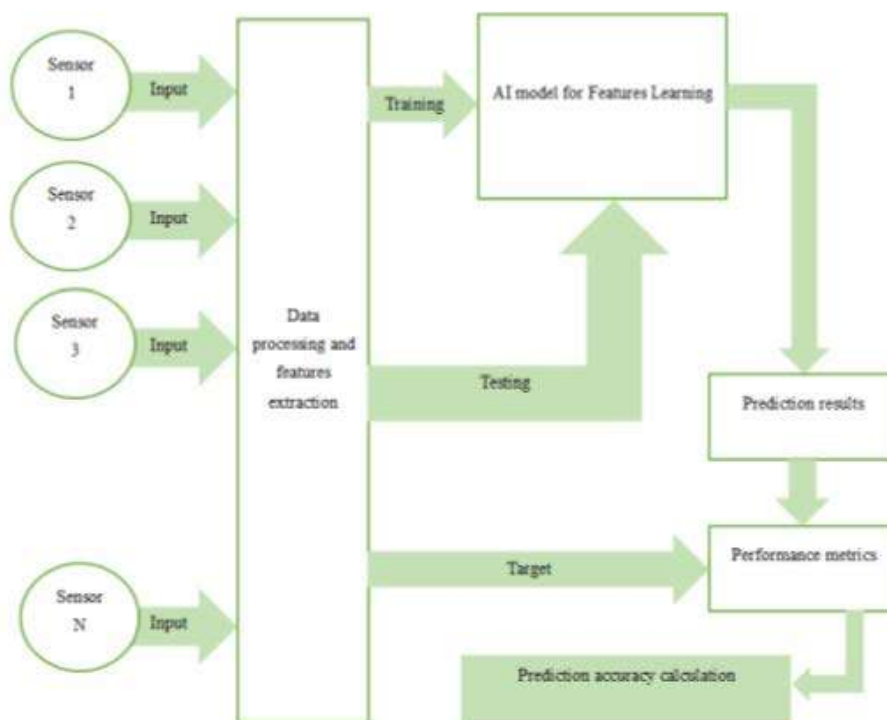 Sensor
1
Input
Sensor
2
Input
Sensor
3
Input
Sensor
N
Input
Data
processing and
features
extraction
Training
AI model for Features Learning
Testing
Target
Prediction results
Performance metrics
Prediction accuracy calculation